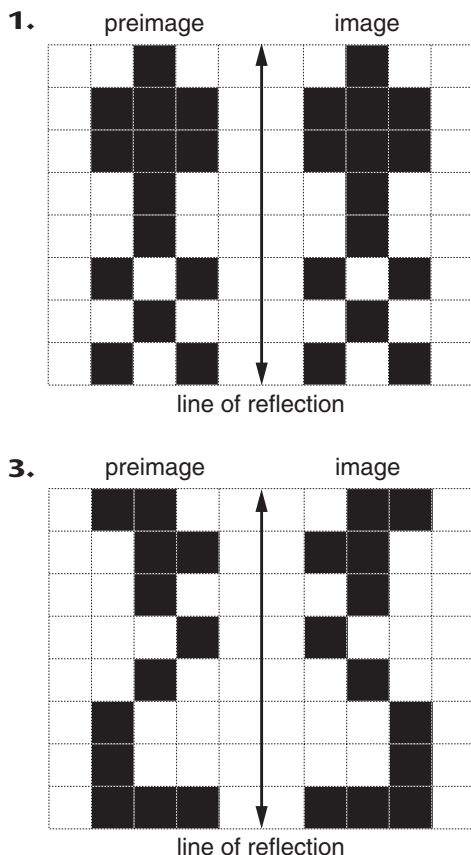 1.
preimage image
line of reflection
3.
preimage image
line of reflection